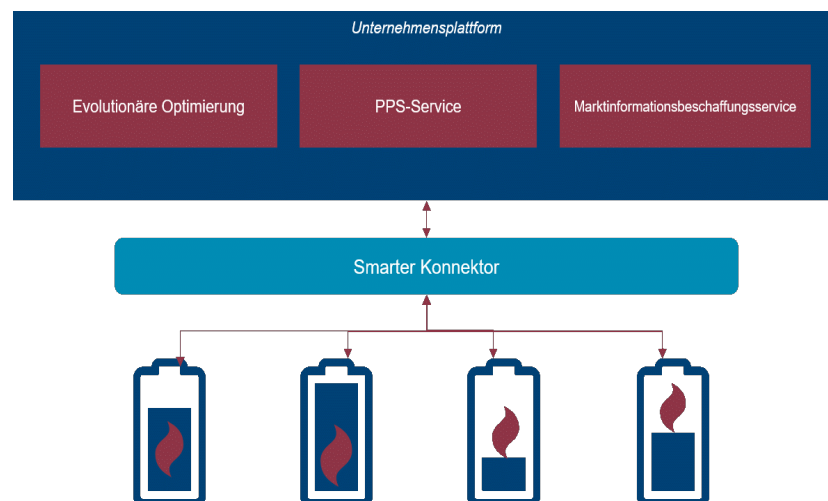 Unternehmensplattform
Evolutionäre Optimierung
PPS-Service
Marktinformationsbeschaffungsservice
Smarter Konnektor